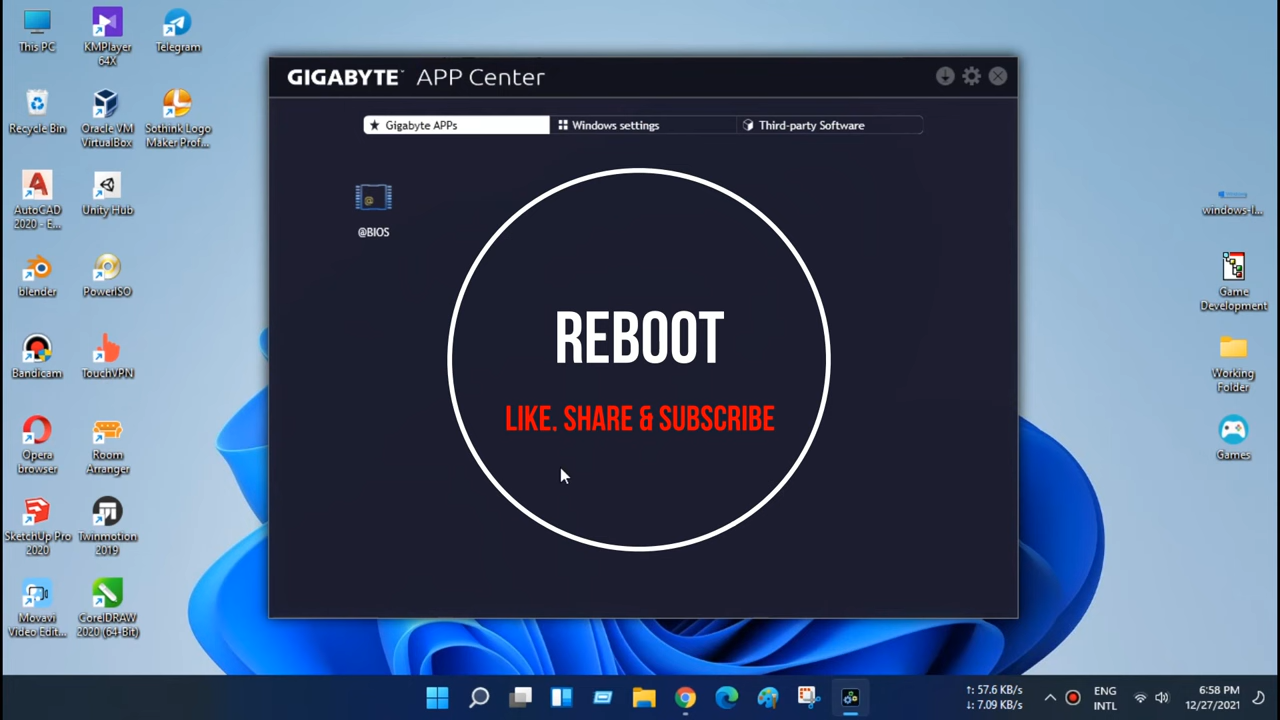 This PC
KMPlayer
64X
Telegram
Recycle Bin
Oracle VM
VirtualBox
Sothink Logo
Maker Prof...
AutoCAD
2020 - E...
Unity Hub
blender
PowerISO
Bandicam
TouchVPN
Opera
browser
Room
Arranger
SketchUp Pro
2020
Twinmotion
2019
Movavi
Video Edit...
CorelDRAW
2020 (64-Bit)
GIGABYTE™ APP Center
Gigabyte APPs
Windows settings
Third-party Software
@BIOS
REBOOT
LIKE. SHARE & SUBSCRIBE
windows-l...
Game
Development
Working
Folder
Games
↑: 57.6 KB/s
↓: 7.09 KB/s
ENG
INTL
6:58 PM
12/27/2021